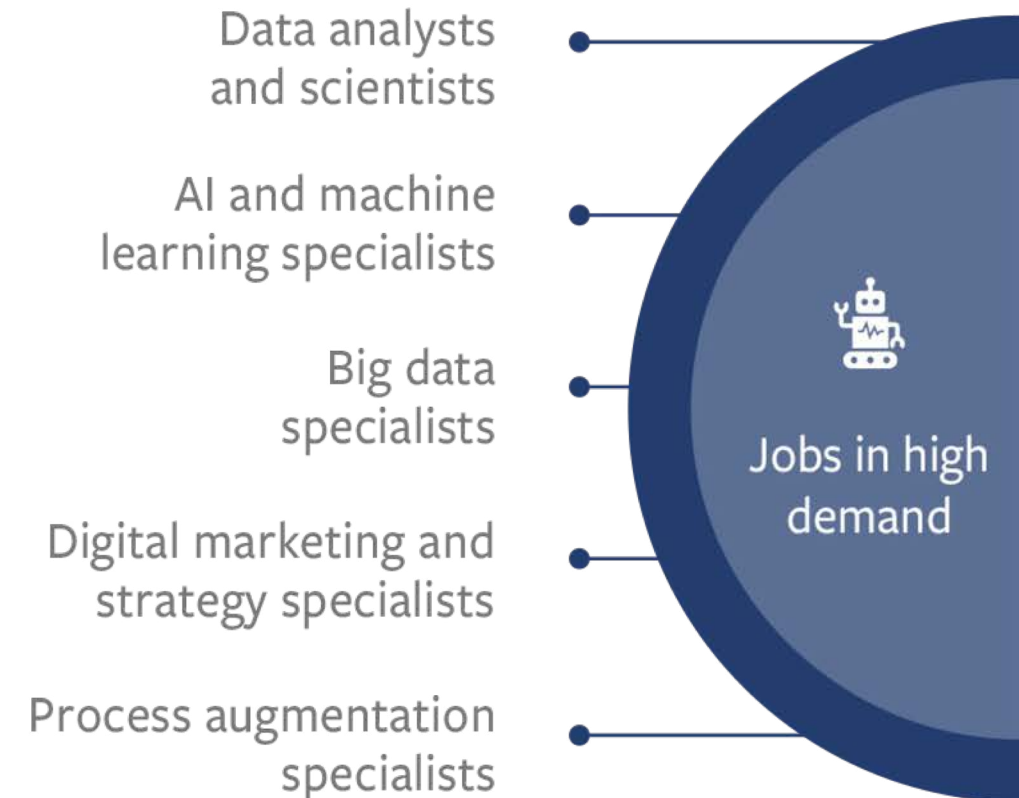 Data analysts
and scientists
AI and machine
learning specialists
Big data
specialists
Digital marketing and
strategy specialists
Process augmentation
specialists
Jobs in high
demand